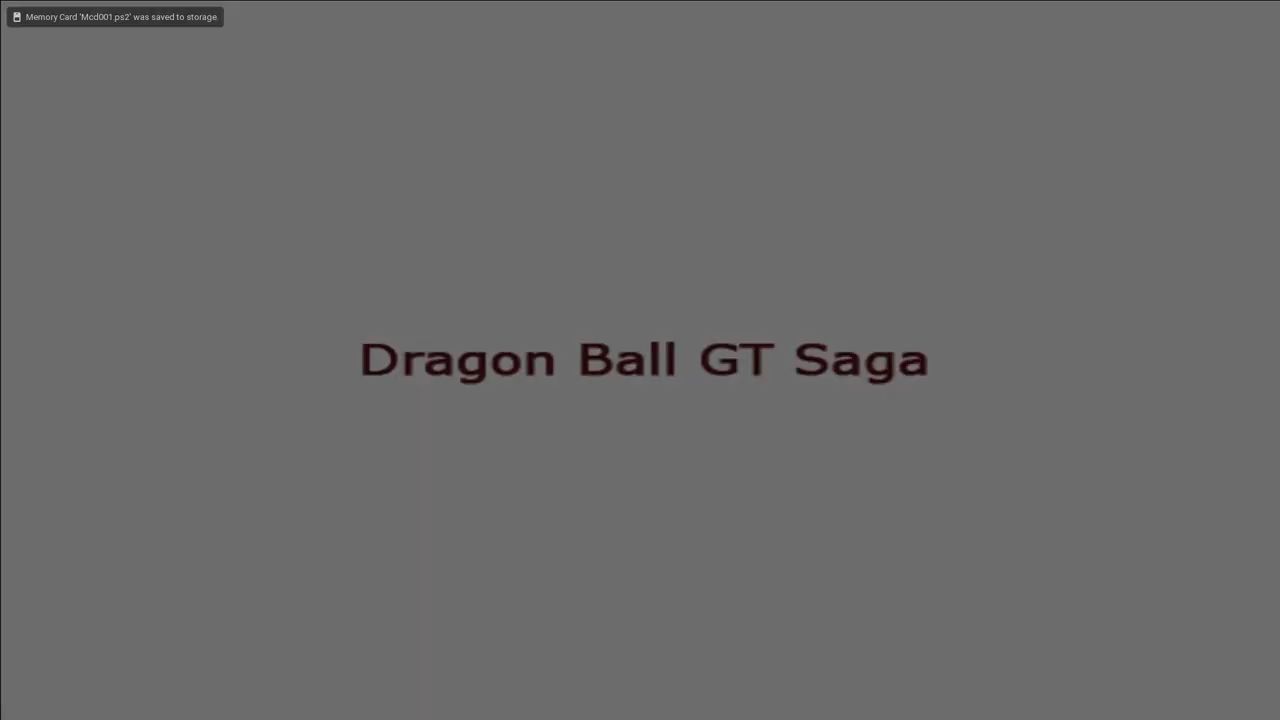 Memory Card 'Mcd001.ps2' was saved to storage.
Dragon Ball GT Saga